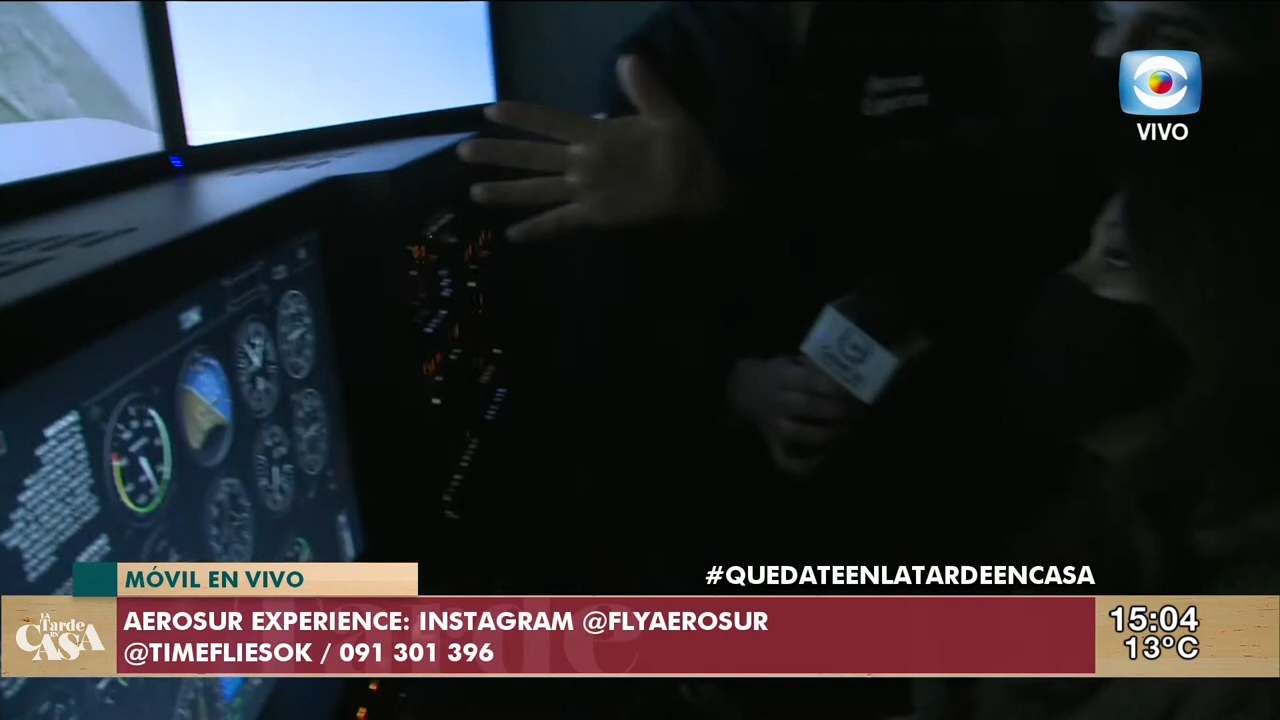 VIVO
MÓVIL EN VIVO
#QUEDATEENLATARDEENCASA
LA
Tarde
EN
CASA
AEROSUR EXPERIENCE: INSTAGRAM @FLYAEROSUR
@TIMEFLIESOK / 091 301 396
15:04
13°C